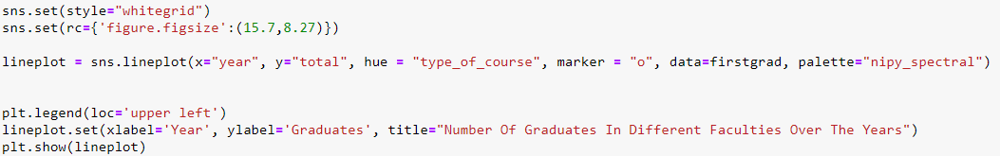 sns.set(style="whitegrid")
sns.set(rc={'figure.figsize':(15.7,8.27)})
lineplot = sns.lineplot(x="year", y="total", hue = "type_of_course", marker = "o", data=firstgrad, palette="nipy_spectral")
plt.legend(loc='upper left')
lineplot.set(xlabel='Year', ylabel='Graduates', title="Number Of Graduates In Different Faculties Over The Years")
plt.show(lineplot)